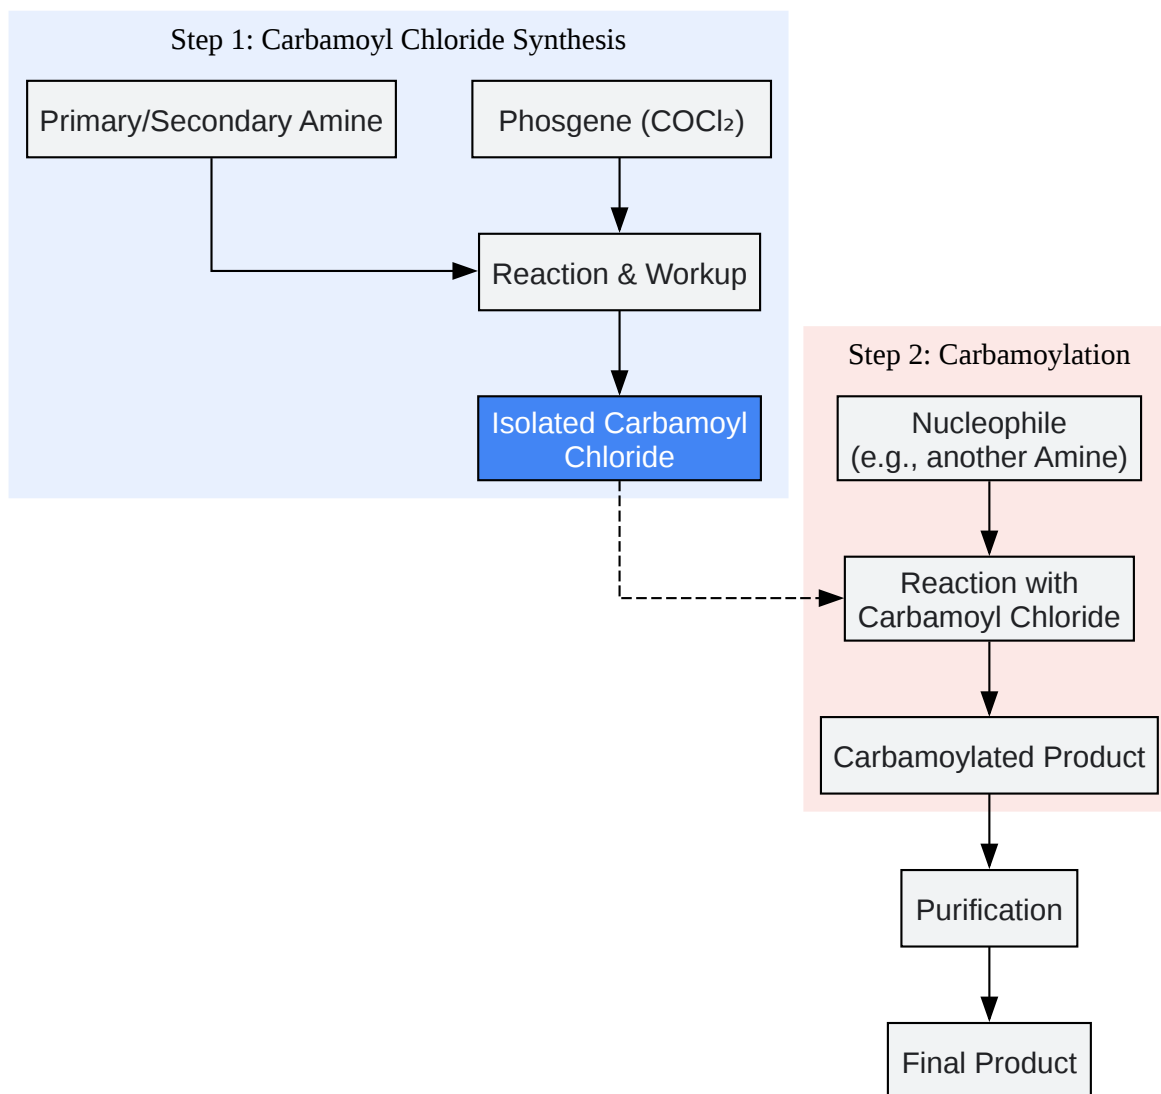 Step 1: Carbamoyl Chloride Synthesis
Primary/Secondary Amine
Phosgene (COCl₂)
Reaction & Workup
Isolated Carbamoyl
Chloride
Step 2: Carbamoylation
Nucleophile
(e.g., another Amine)
Reaction with
Carbamoyl Chloride
Carbamoylated Product
Purification
Final Product